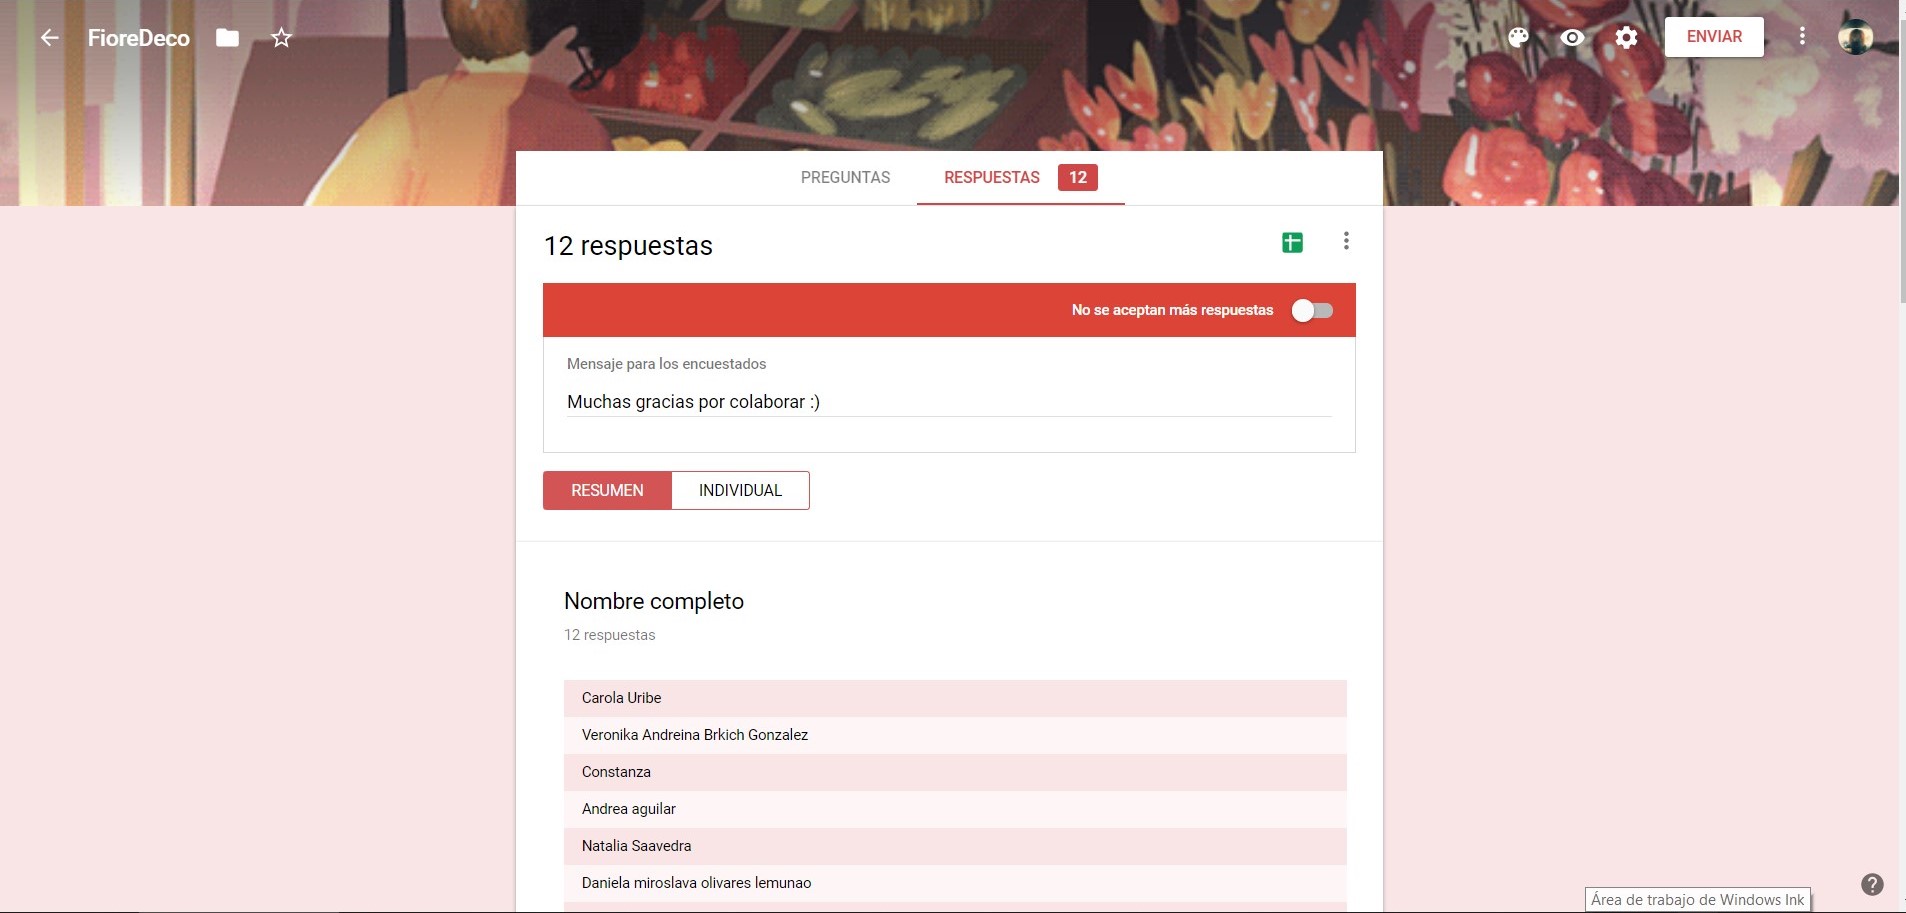 FioreDeco
ENVIAR
PREGUNTAS
RESPUESTAS 12
12 respuestas
No se aceptan más respuestas
Mensaje para los encuestados
Muchas gracias por colaborar :)
RESUMEN INDIVIDUAL
Nombre completo
12 respuestas
Carola Uribe
Veronika Andreina Brkich Gonzalez
Constanza
Andrea aguilar
Natalia Saavedra
Daniela miroslava olivares lemunao
Área de trabajo de Windows Ink